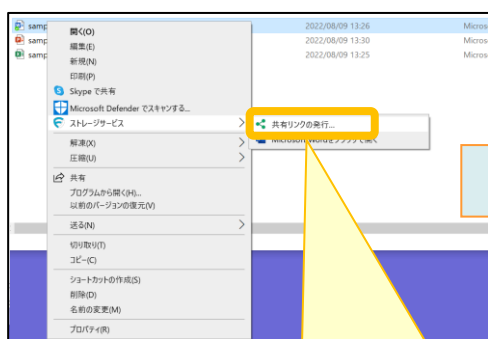 samp
samp
samp
2022/08/09 13:26
2022/08/09 13:30
2022/08/09 13:25
Micros
Micros
Micros
開く(O)
編集(E)
新規(N)
印刷(P)
Skype で共有
Microsoft Defender でスキャンする...
ストレージサービス
解凍(X)
圧縮(U)
共有
プログラムから開く(H)...
以前のバージョンの復元(V)
送る(N)
切り取り(T)
コピー(C)
ショートカットの作成(S)
削除(D)
名前の変更(M)
プロパティ(R)
共有リンクの発行...
Microsoft Wordをブラウザで開く